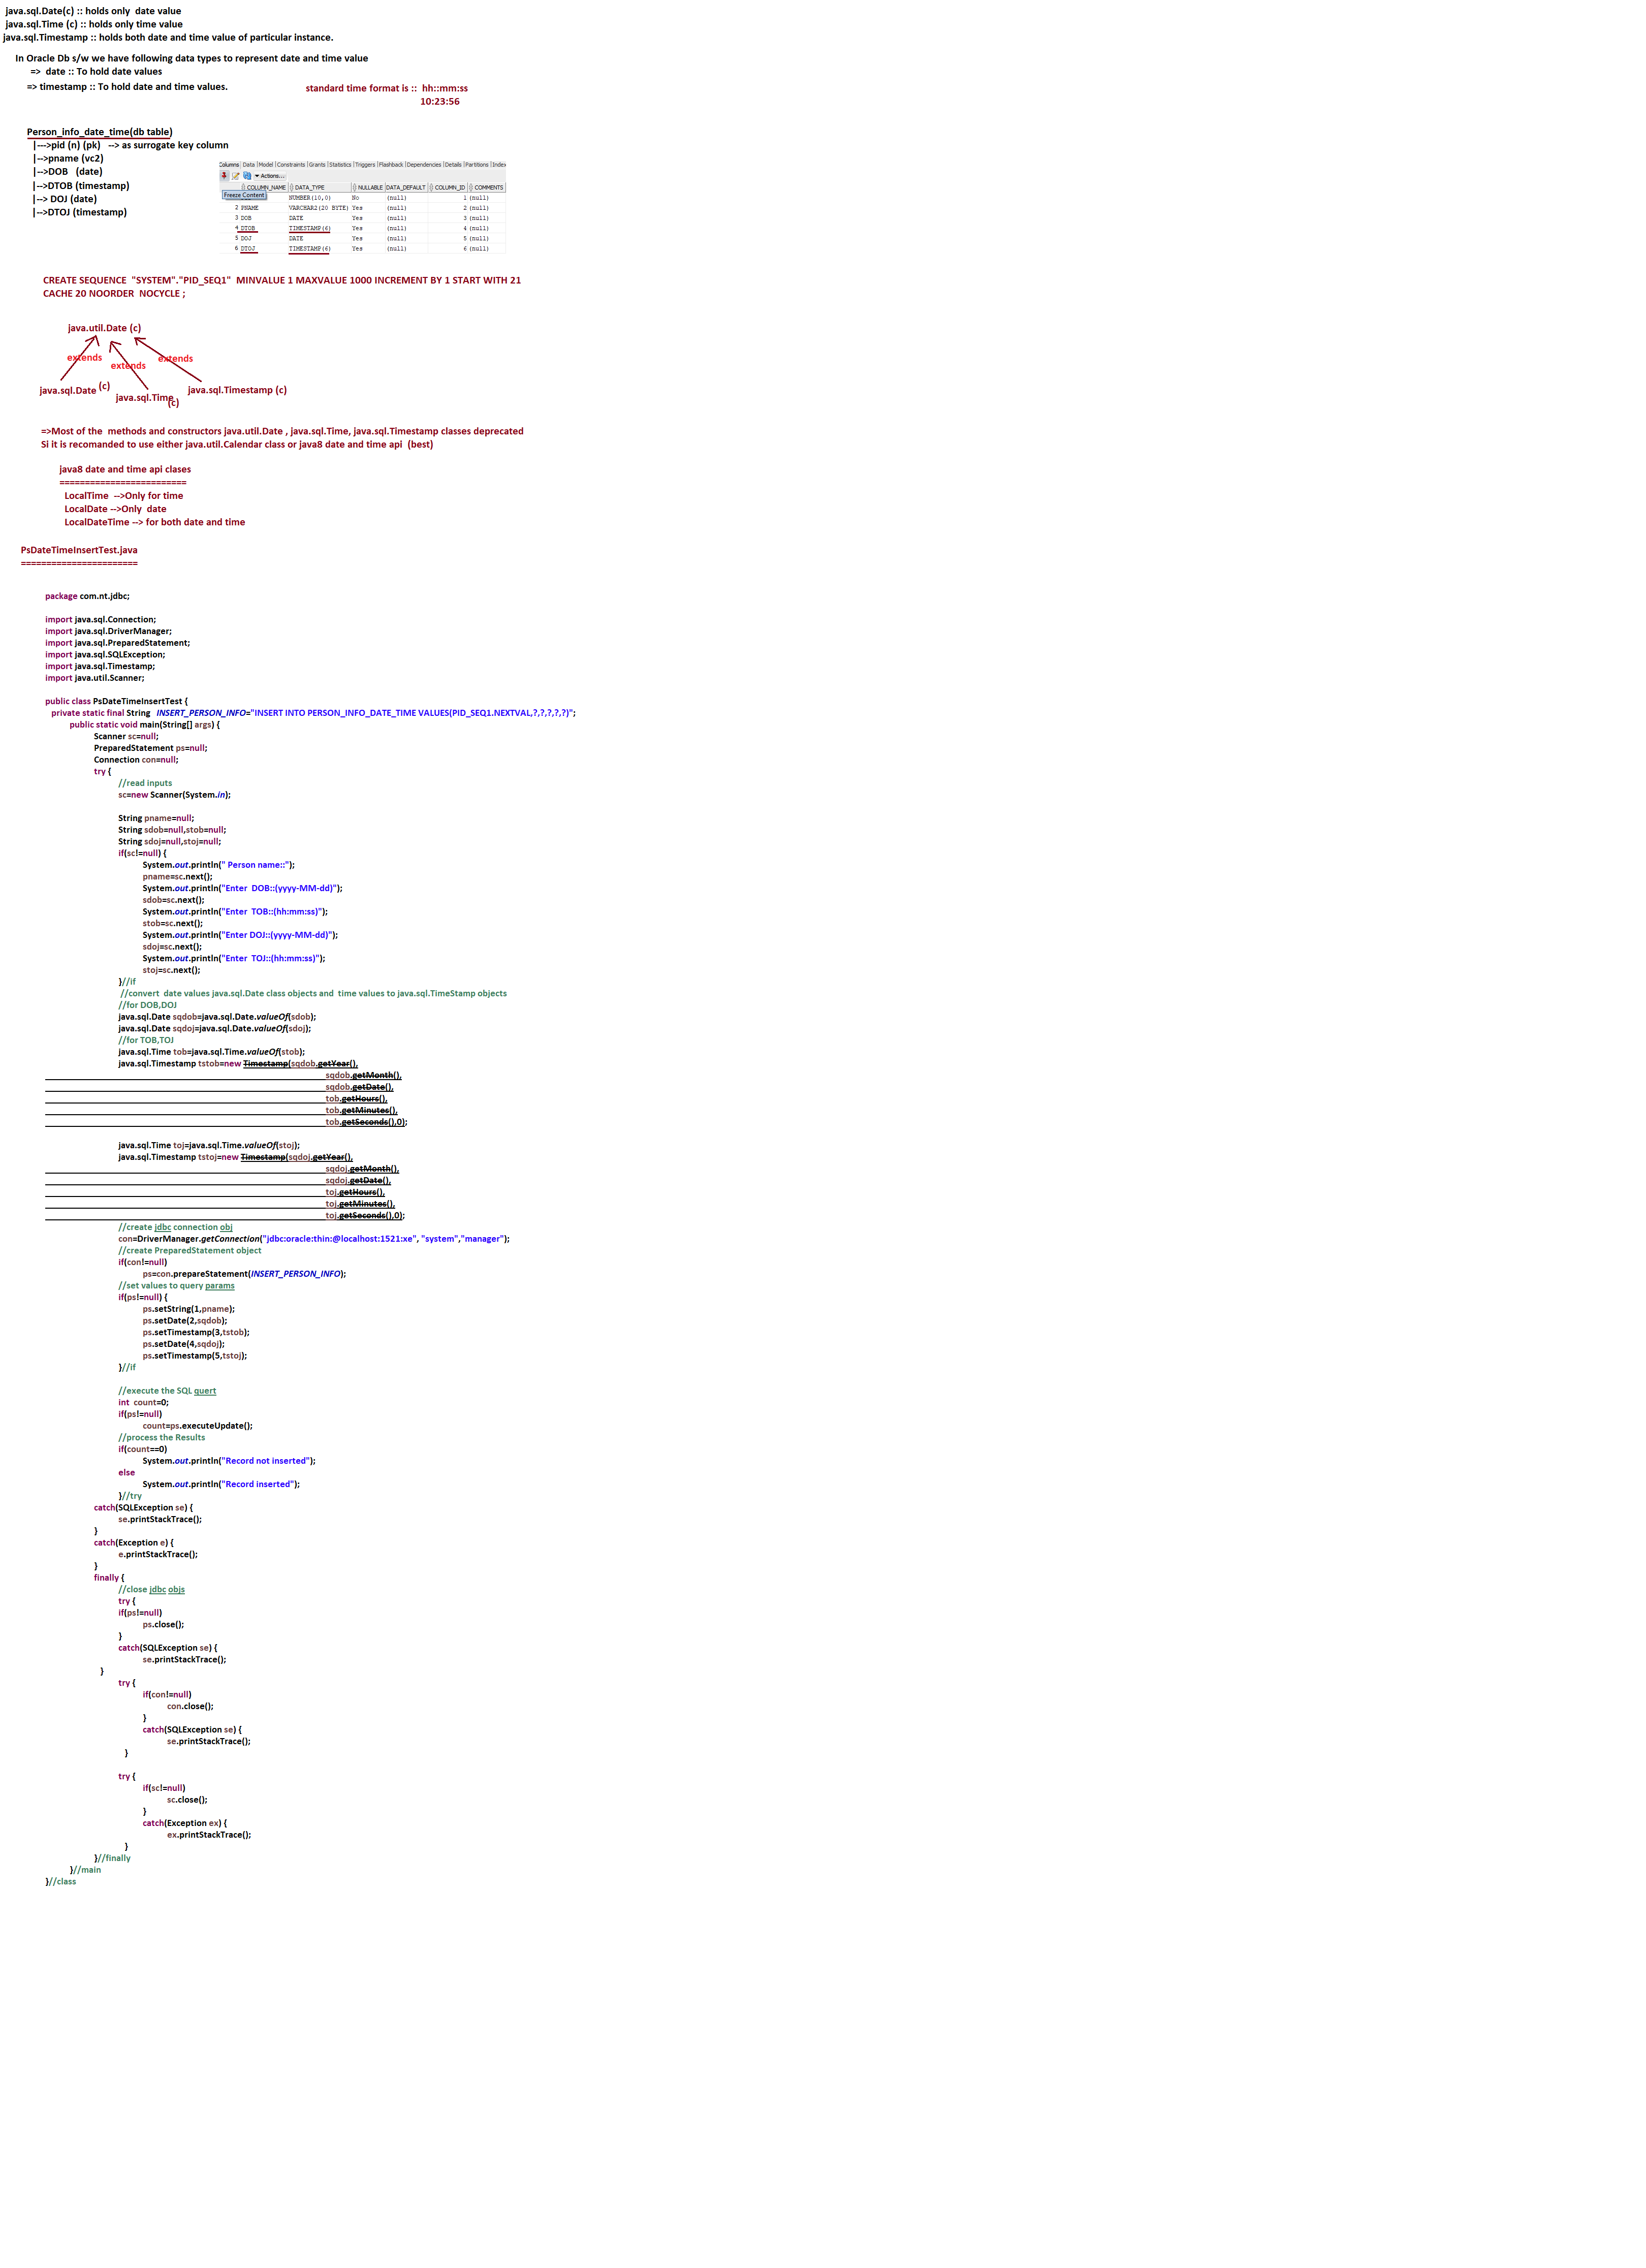 java.sql.Date(c) :: holds only  date value
java.sql.Time (c) :: holds only time value
java.sql.Timestamp :: holds both date and time value of particular instance.
In Oracle Db s/w we have following data types to represent date and time value
=>  date :: To hold date values
=> timestamp :: To hold date and time values.
standard time format is ::  hh::mm:ss
10:23:56
Person_info_date_time(db table)
|--->pid (n) (pk)   --> as surrogate key column
|-->pname (vc2)
|-->DOB   (date)
|-->DTOB (timestamp)
|--> DOJ (date)
|-->DTOJ (timestamp)
Columns | Data | Model | Constraints | Grants | Statistics | Triggers | Flashback | Dependencies | Details | Partitions | Index
Actions...
COLUMN_NAME DATA_TYPE NULLABLE DATA_DEFAULT COLUMN_ID COMMENTS
Freeze Content
NUMBER(10,0) No (null) 1 (null)
2 PNAME VARCHAR2(20 BYTE) Yes (null) 2 (null)
3 DOB DATE Yes (null) 3 (null)
4 DTOB TIMESTAMP(6) Yes (null) 4 (null)
5 DOJ DATE Yes (null) 5 (null)
6 DTOJ TIMESTAMP(6) Yes (null) 6 (null)
CREATE SEQUENCE  "SYSTEM"."PID_SEQ1"  MINVALUE 1 MAXVALUE 1000 INCREMENT BY 1 START WITH 21
CACHE 20 NOORDER  NOCYCLE ;
java.util.Date (c)
extends
extends
extends
java.sql.Date (c)
java.sql.Time
(c)
java.sql.Timestamp (c)
=>Most of the  methods and constructors java.util.Date , java.sql.Time, java.sql.Timestamp classes deprecated
Si it is recomanded to use either java.util.Calendar class or java8 date and time api  (best)
java8 date and time api clases
=========================
LocalTime  -->Only for time
LocalDate -->Only  date
LocalDateTime --> for both date and time
PsDateTimeInsertTest.java
=======================
package com.nt.jdbc;
import java.sql.Connection;
import java.sql.DriverManager;
import java.sql.PreparedStatement;
import java.sql.SQLException;
import java.sql.Timestamp;
import java.util.Scanner;
public class PsDateTimeInsertTest {
private static final String   INSERT_PERSON_INFO="INSERT INTO PERSON_INFO_DATE_TIME VALUES(PID_SEQ1.NEXTVAL,?,?,?,?,?)";
public static void main(String[] args) {
Scanner sc=null;
PreparedStatement ps=null;
Connection con=null;
try {
//read inputs
sc=new Scanner(System.in);
String pname=null;
String sdob=null,stob=null;
String sdoj=null,stoj=null;
if(sc!=null) {
System.out.println(" Person name::");
pname=sc.next();
System.out.println("Enter  DOB::(yyyy-MM-dd)");
sdob=sc.next();
System.out.println("Enter  TOB::(hh:mm:ss)");
stob=sc.next();
System.out.println("Enter DOJ::(yyyy-MM-dd)");
sdoj=sc.next();
System.out.println("Enter  TOJ::(hh:mm:ss)");
stoj=sc.next();
}//if
//convert  date values java.sql.Date class objects and  time values to java.sql.TimeStamp objects
//for DOB,DOJ
java.sql.Date sqdob=java.sql.Date.valueOf(sdob);
java.sql.Date sqdoj=java.sql.Date.valueOf(sdoj);
//for TOB,TOJ
java.sql.Time tob=java.sql.Time.valueOf(stob);
java.sql.Timestamp tstob=new Timestamp(sqdob.getYear(),
sqdob.getMonth(),
sqdob.getDate(),
tob.getHours(),
tob.getMinutes(),
tob.getSeconds(),0);
java.sql.Time toj=java.sql.Time.valueOf(stoj);
java.sql.Timestamp tstoj=new Timestamp(sqdoj.getYear(),
sqdoj.getMonth(),
sqdoj.getDate(),
toj.getHours(),
toj.getMinutes(),
toj.getSeconds(),0);
//create jdbc connection obj
con=DriverManager.getConnection("jdbc:oracle:thin:@localhost:1521:xe", "system","manager");
//create PreparedStatement object
if(con!=null)
ps=con.prepareStatement(INSERT_PERSON_INFO);
//set values to query params
if(ps!=null) {
ps.setString(1,pname);
ps.setDate(2,sqdob);
ps.setTimestamp(3,tstob);
ps.setDate(4,sqdoj);
ps.setTimestamp(5,tstoj);
}//if
//execute the SQL quert
int  count=0;
if(ps!=null)
count=ps.executeUpdate();
//process the Results
if(count==0)
System.out.println("Record not inserted");
else
System.out.println("Record inserted");
}//try
catch(SQLException se) {
se.printStackTrace();
}
catch(Exception e) {
e.printStackTrace();
}
finally {
//close jdbc objs
try {
if(ps!=null)
ps.close();
}
catch(SQLException se) {
se.printStackTrace();
}
try {
if(con!=null)
con.close();
}
catch(SQLException se) {
se.printStackTrace();
}
try {
if(sc!=null)
sc.close();
}
catch(Exception ex) {
ex.printStackTrace();
}
}//finally
}//main
}//class